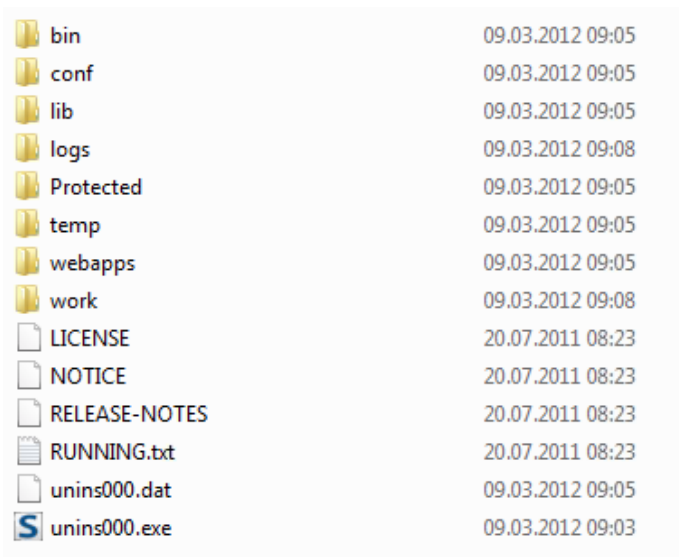 bin 09.03.2012 09:05
conf 09.03.2012 09:05
lib 09.03.2012 09:05
logs 09.03.2012 09:08
Protected 09.03.2012 09:05
temp 09.03.2012 09:05
webapps 09.03.2012 09:05
work 09.03.2012 09:08
LICENSE 20.07.2011 08:23
NOTICE 20.07.2011 08:23
RELEASE-NOTES 20.07.2011 08:23
RUNNING.txt 20.07.2011 08:23
unins000.dat 09.03.2012 09:05
S unins000.exe 09.03.2012 09:03